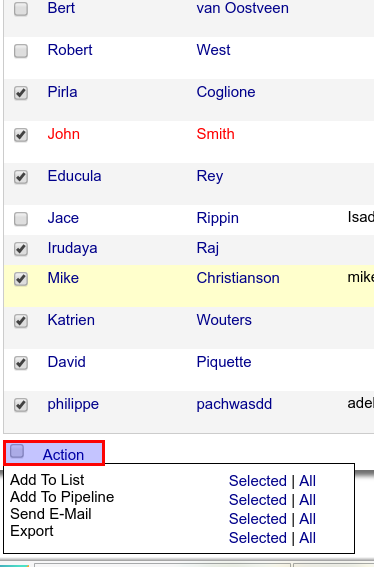 Bert van Oostveen
Robert West
Pirla Coglione
John Smith
Educula Rey
Jace Rippin Isad
Irudaya Raj
Mike Christianson mike
Katrien Wouters
David Piquette
philippe pachwasdd adel
Action
Add To List Selected | All
Add To Pipeline Selected | All
Send E-Mail Selected | All
Export Selected | All